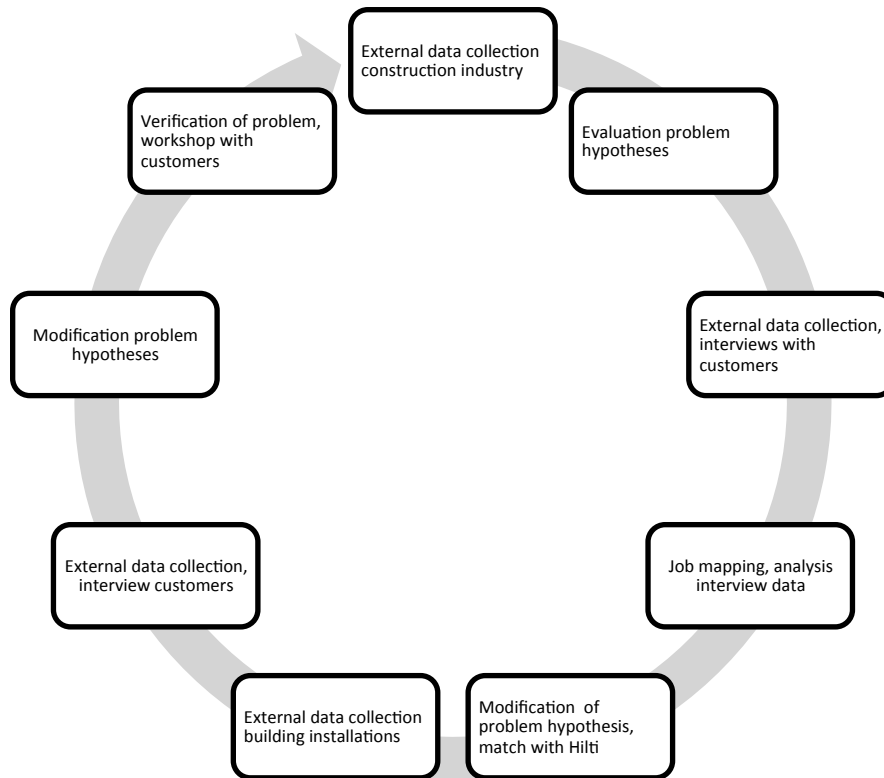 External data collection
construction industry
Evaluation problem
hypotheses
External data collection,
interviews with
customers
Job mapping, analysis
interview data
Modification  of
problem hypothesis,
match with Hilti
External data collection
building installations
External data collection,
interview customers
Modification problem
hypotheses
Verification of problem,
workshop with
customers